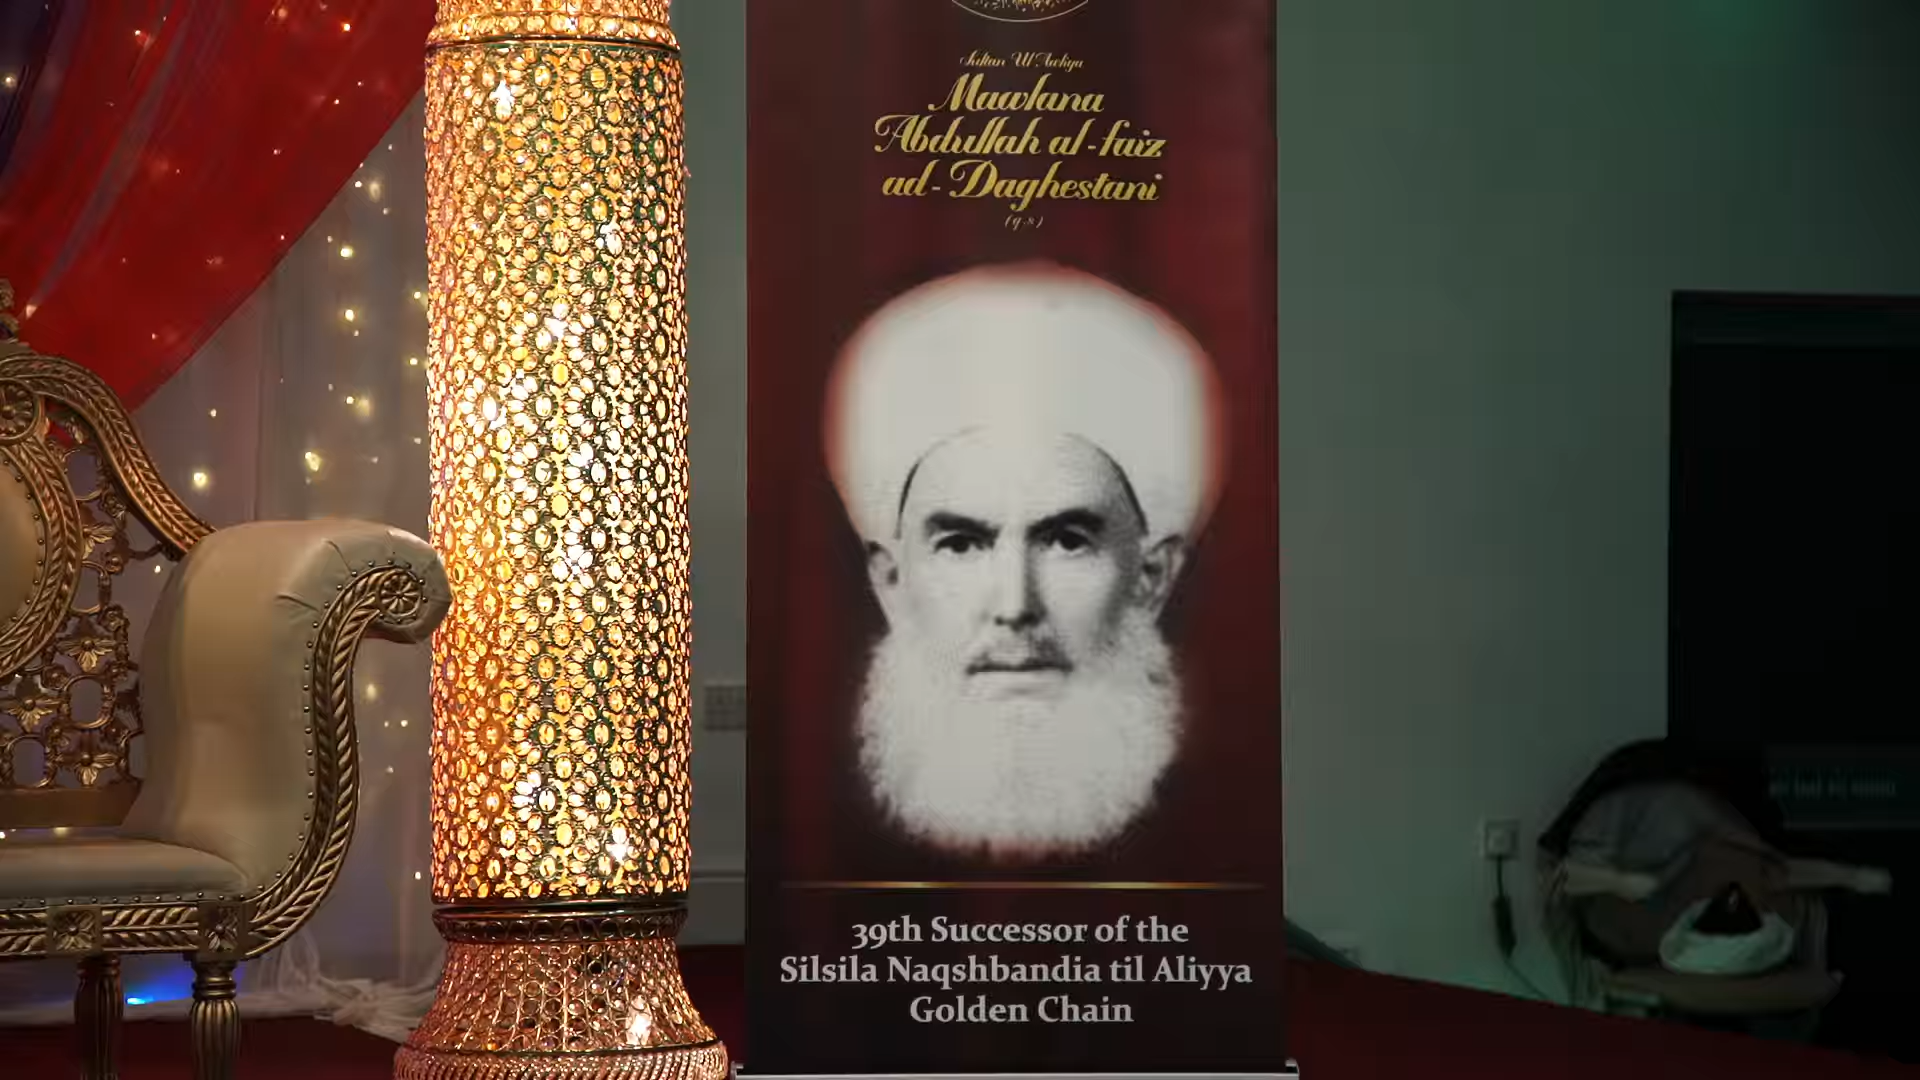 Sultan Ul Awliya
Mawlana
Abdullah al-faiz
ad-Daghestani
(q.s)
39th Successor of the
Silsila Naqshbandia til Aliyya
Golden Chain